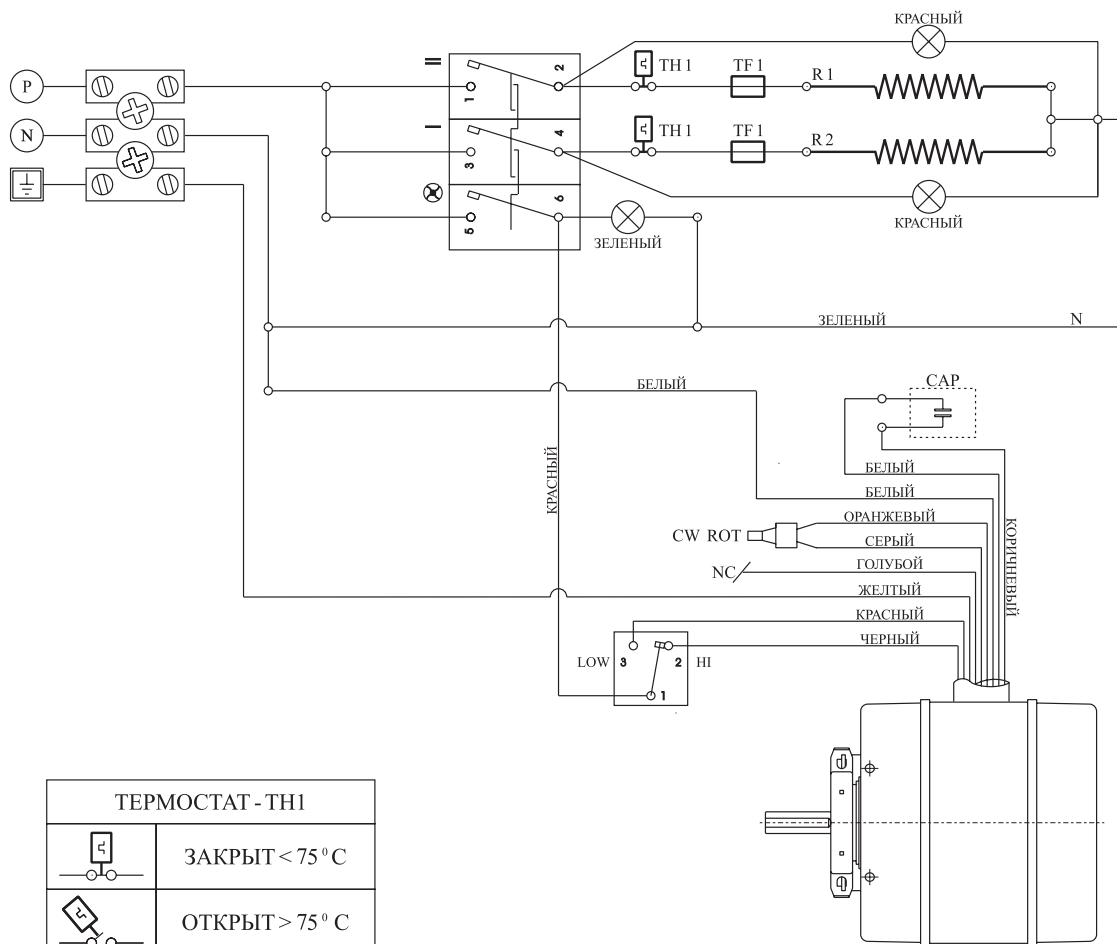 КРАСНЫЙ
P
II
2
TH 1
TF 1
R 1
1
N
I
4
TH 1
TF 1
R 2
3
6
КРАСНЫЙ
5
ЗЕЛЕНЫЙ
ЗЕЛЕНЫЙ
N
CAP
БЕЛЫЙ
КРАСНЫЙ
БЕЛЫЙ
БЕЛЫЙ
ОРАНЖЕВЫЙ
CW ROT
СЕРЫЙ
КОРИЧНЕВЫЙ
NC
ГОЛУБОЙ
ЖЕЛТЫЙ
КРАСНЫЙ
ЧЕРНЫЙ
LOW 3 2 HI
1
ТЕРМОСТАТ - TH1
ЗАКРЫТ < 75 ⁰ C
ОТКРЫТ > 75 ⁰ C